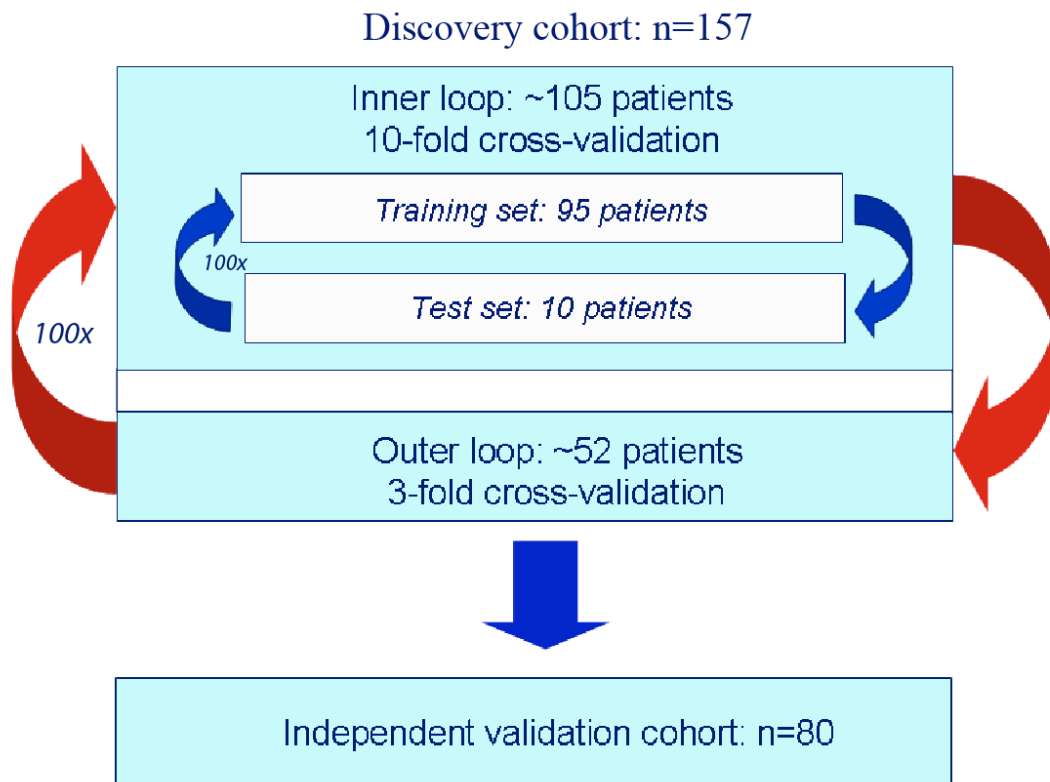 Discovery cohort: n=157
Inner loop: ~105 patients
10-fold cross-validation
Training set: 95 patients
100x
Test set: 10 patients
100x
Outer loop: ~52 patients
3-fold cross-validation
Independent validation cohort: n=80